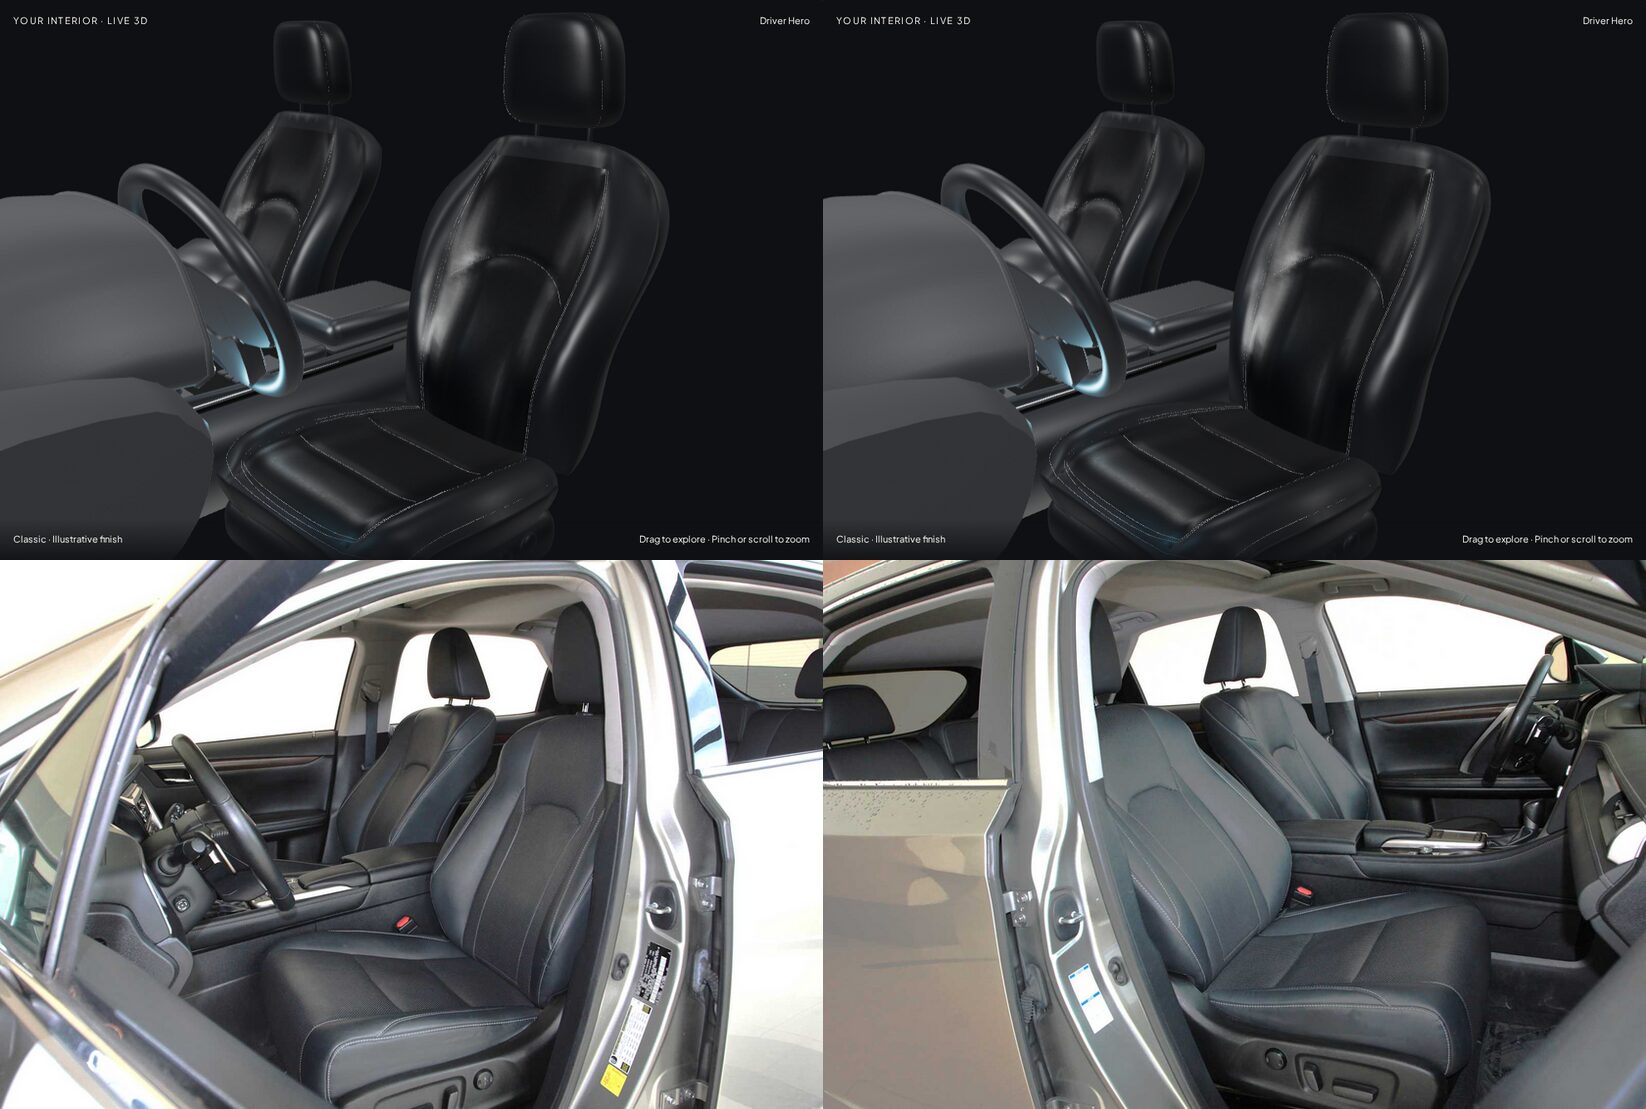 YOUR INTERIOR · LIVE 3D
Driver Hero
YOUR INTERIOR · LIVE 3D
Driver Hero
Classic · Illustrative finish
Drag to explore · Pinch or scroll to zoom
Classic · Illustrative finish
Drag to explore · Pinch or scroll to zoom